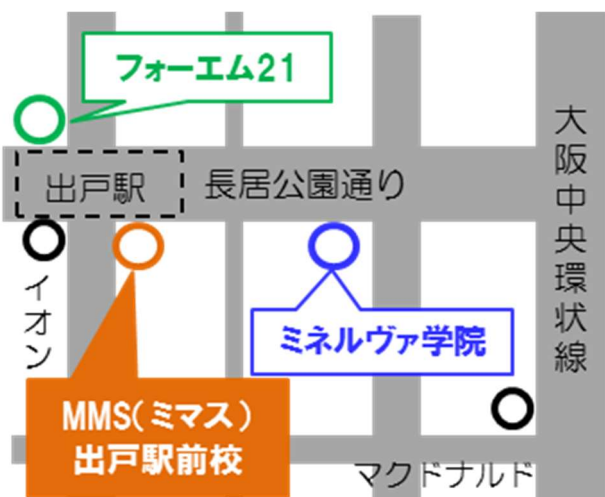 フォーエム21
出戸駅
長居公園通り
大阪中央環状線
イオン
ミネルヴァ学院
MMS(ミマス)
出戸駅前校
マクドナルド